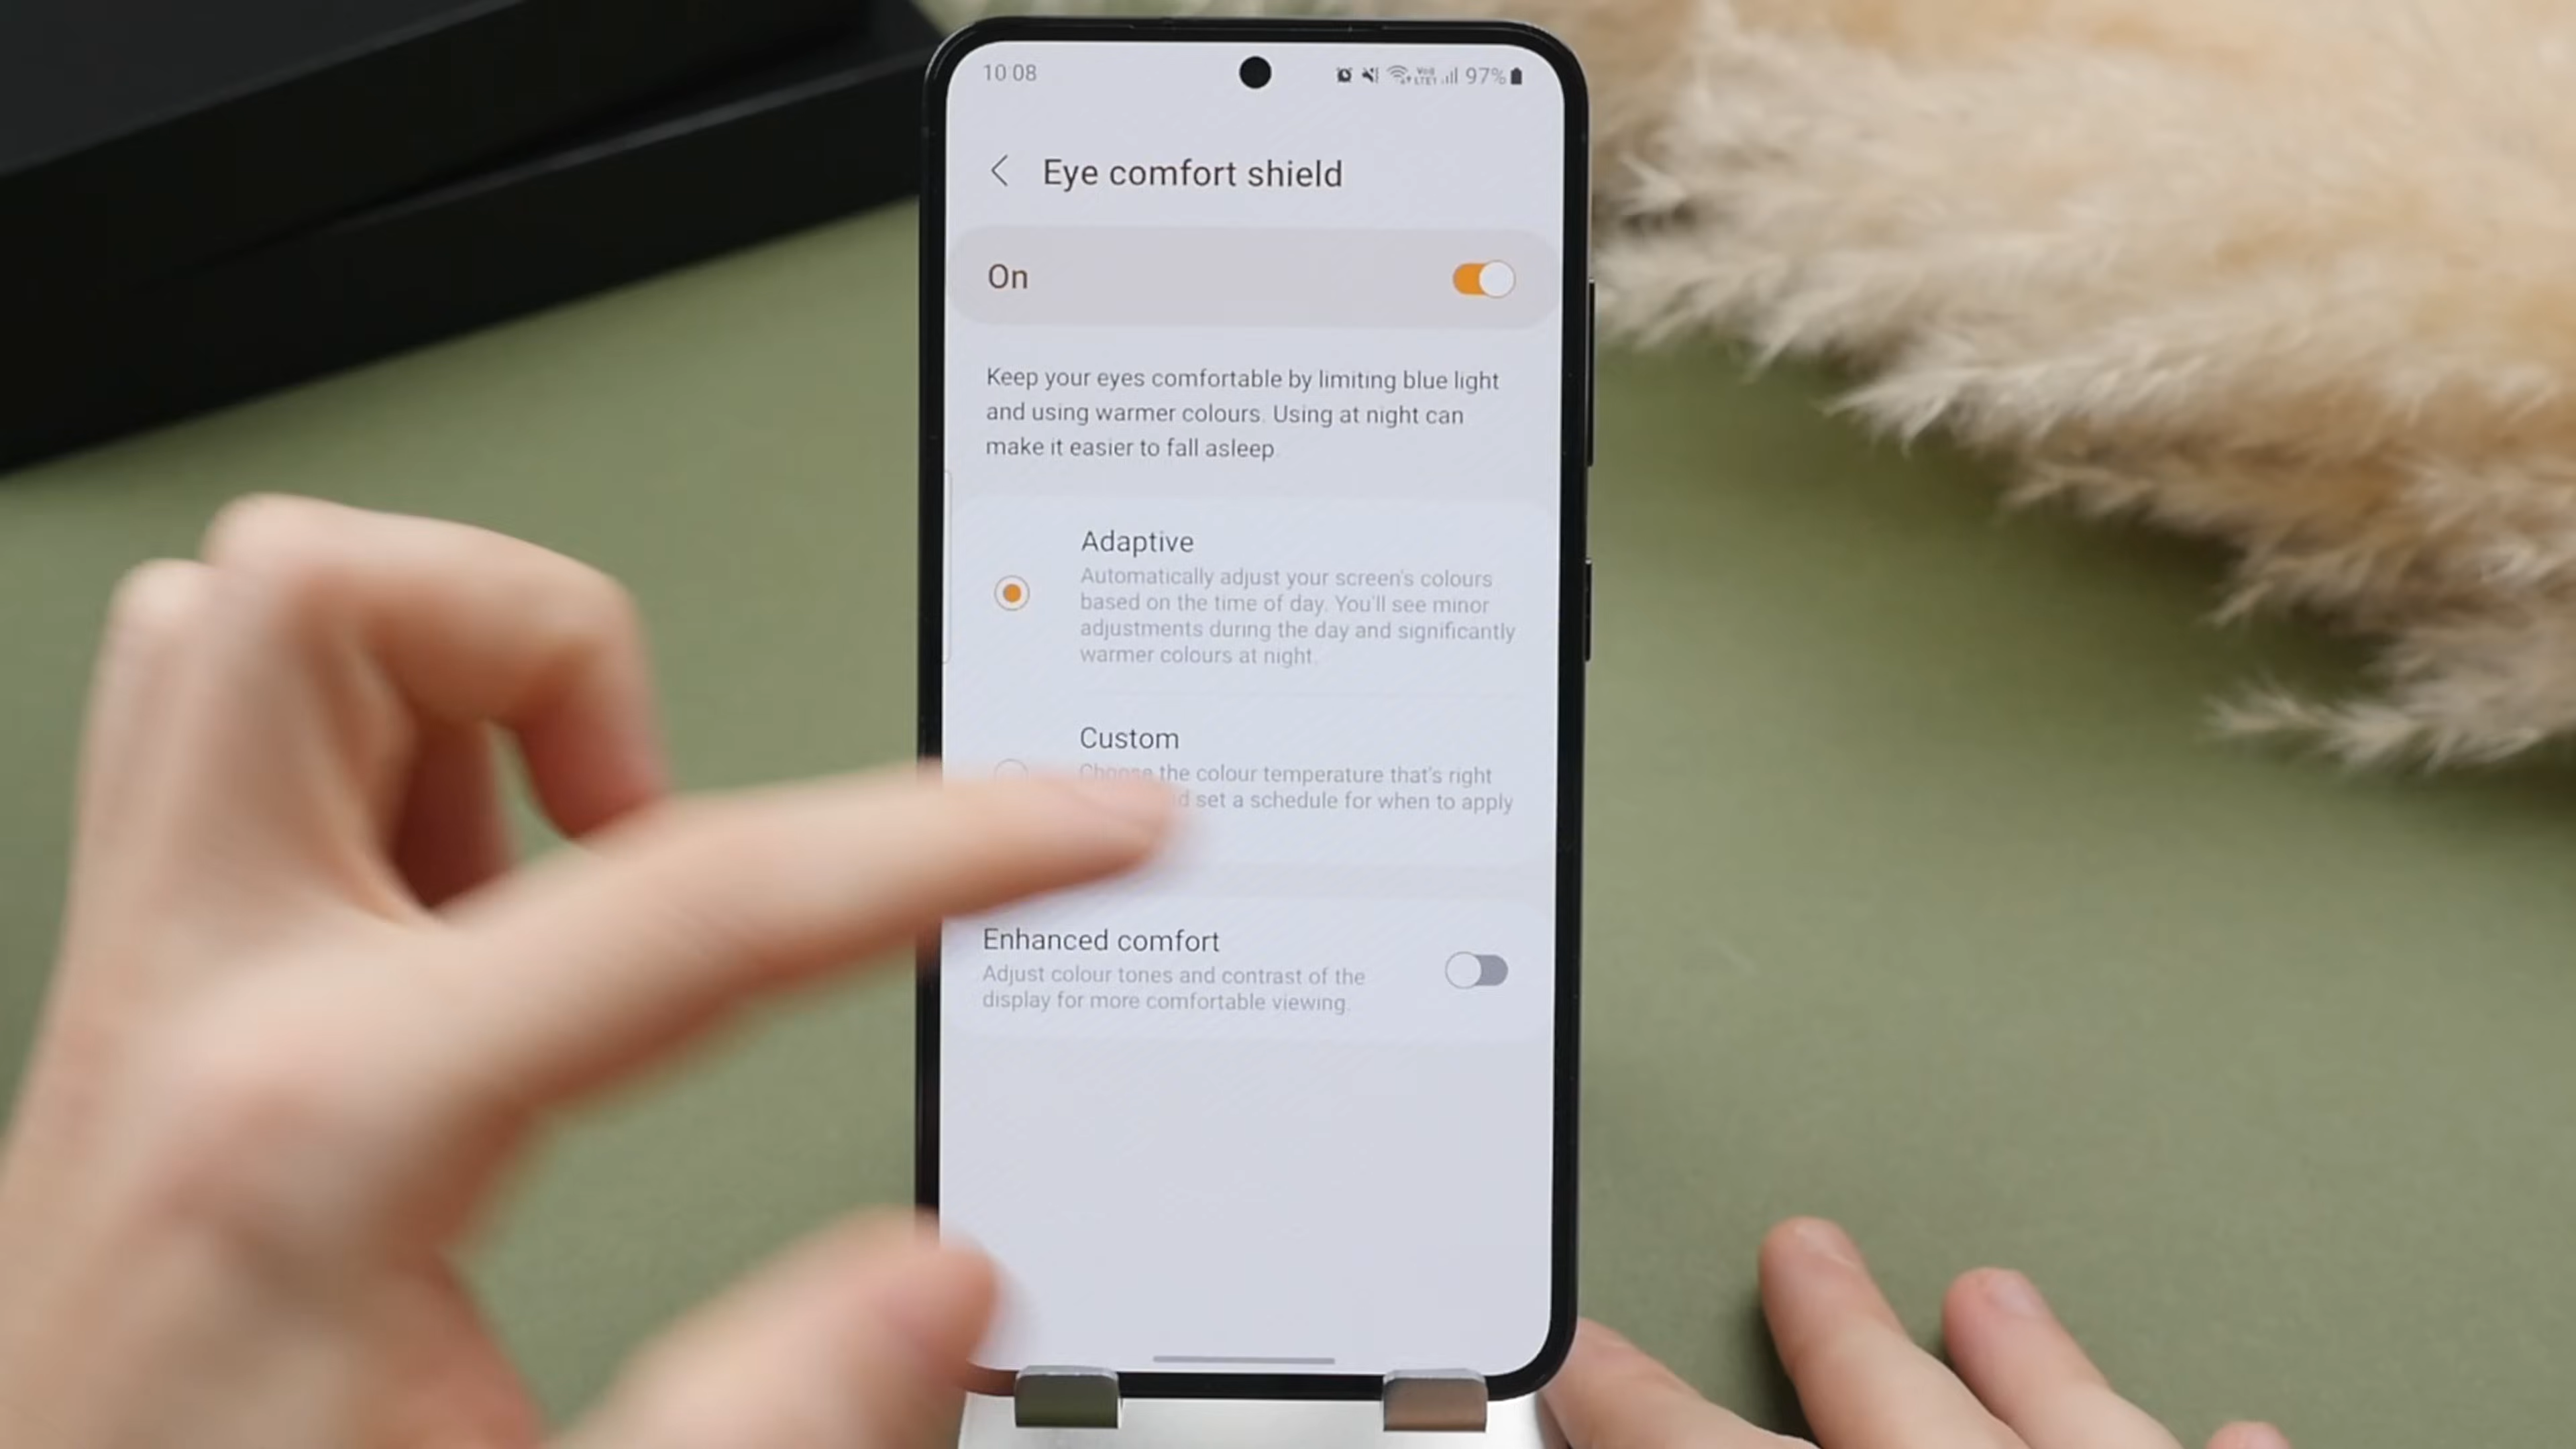 10 08
97%
Eye comfort shield
On
Keep your eyes comfortable by limiting blue light
and using warmer colours. Using at night can
make it easier to fall asleep
Adaptive
Automatically adjust your screen's colours
based on the time of day. You'll see minor
adjustments during the day and significantly
warmer colours at night.
Custom
Choose the colour temperature that's right
set a schedule for when to apply
Enhanced comfort
Adjust colour tones and contrast of the
display for more comfortable viewing.